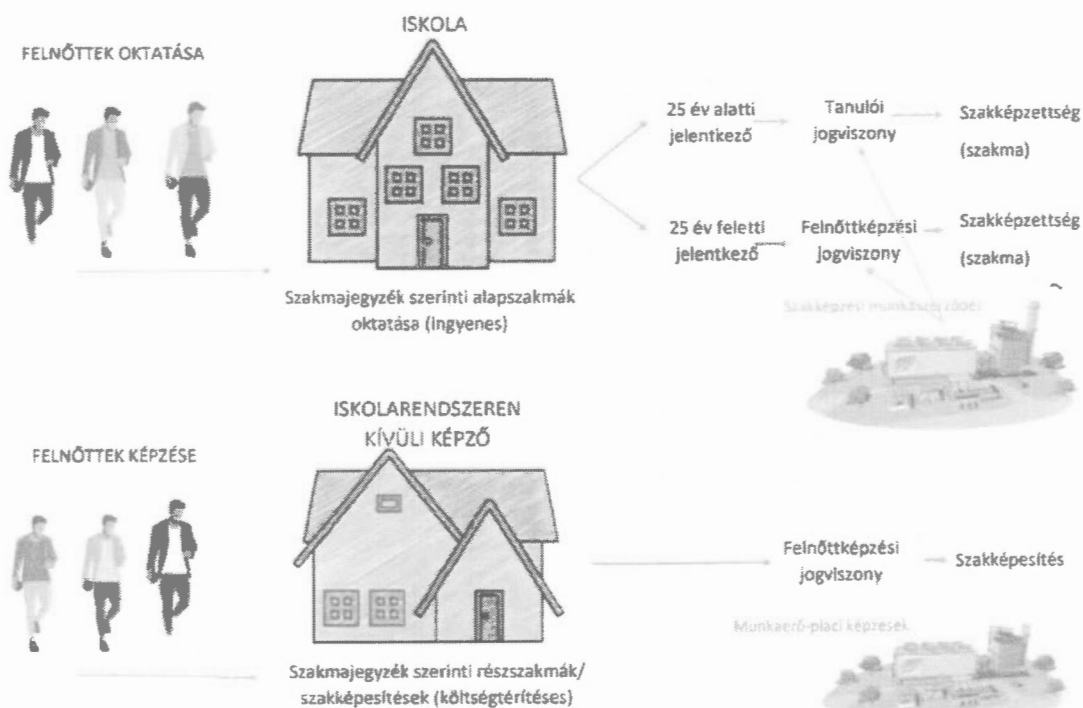 ISKOLA
FELNŐTTEK OKTATÁSA
25 év alatti
jelentkező
Tanulói
jogviszony
Szakképzettség
(szakma)
25 év feletti
jelentkező
Felnőttképzési
jogviszony
Szakképzettség
(szakma)
Szakmajegyzék szerinti alapszakmák
oktatása (ingyenes)
Szakképzési munkaszerződés
ISKOLARENDSZEREN
KÍVÜLI KÉPZŐ
FELNŐTTEK KÉPZÉSE
Felnőttképzési
jogviszony
Szakképesítés
Munkaerő-piaci képzések
Szakmajegyzék szerinti részszakmák/
szakképesítések (költségtérítéses)